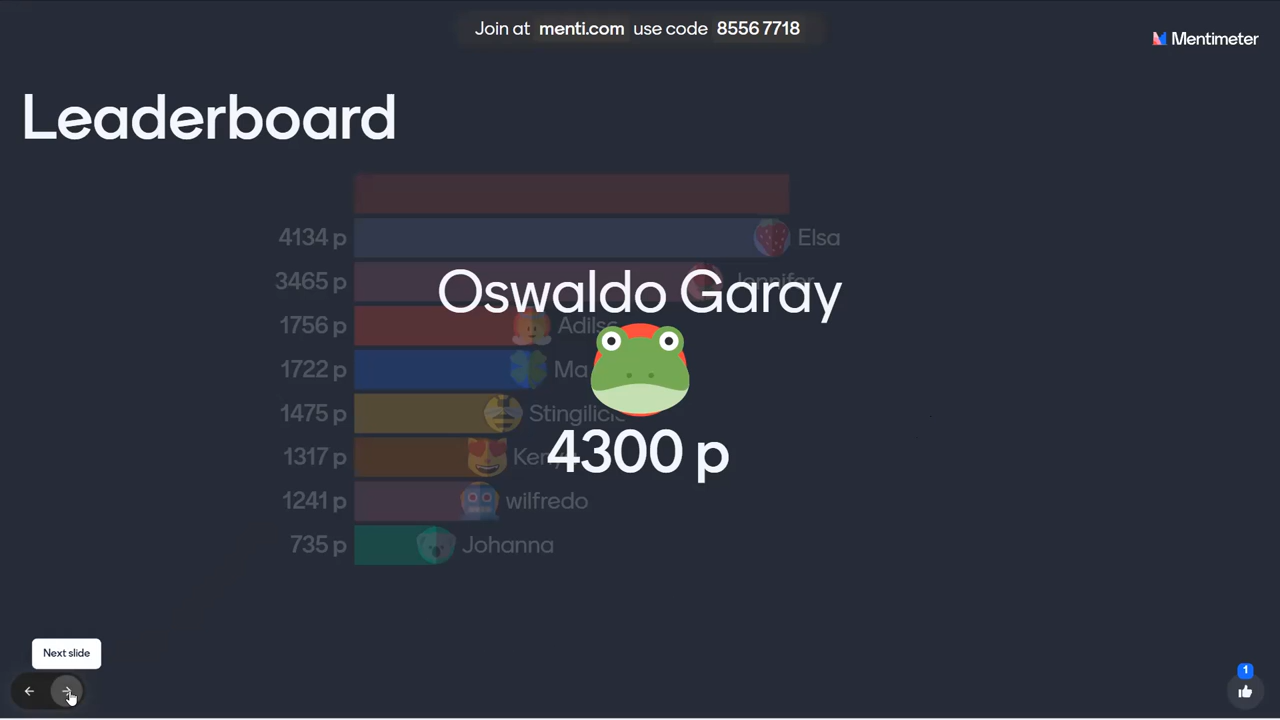 Join at menti.com use code 8556 7718
Mentimeter
Leaderboard
4134 p Elsa
3465 p Jennifer
Oswaldo Garay
1756 p
1722 p
1475 p
4300 p
1317 p
1241 p wilfredo
735 p Johanna
Next slide
1